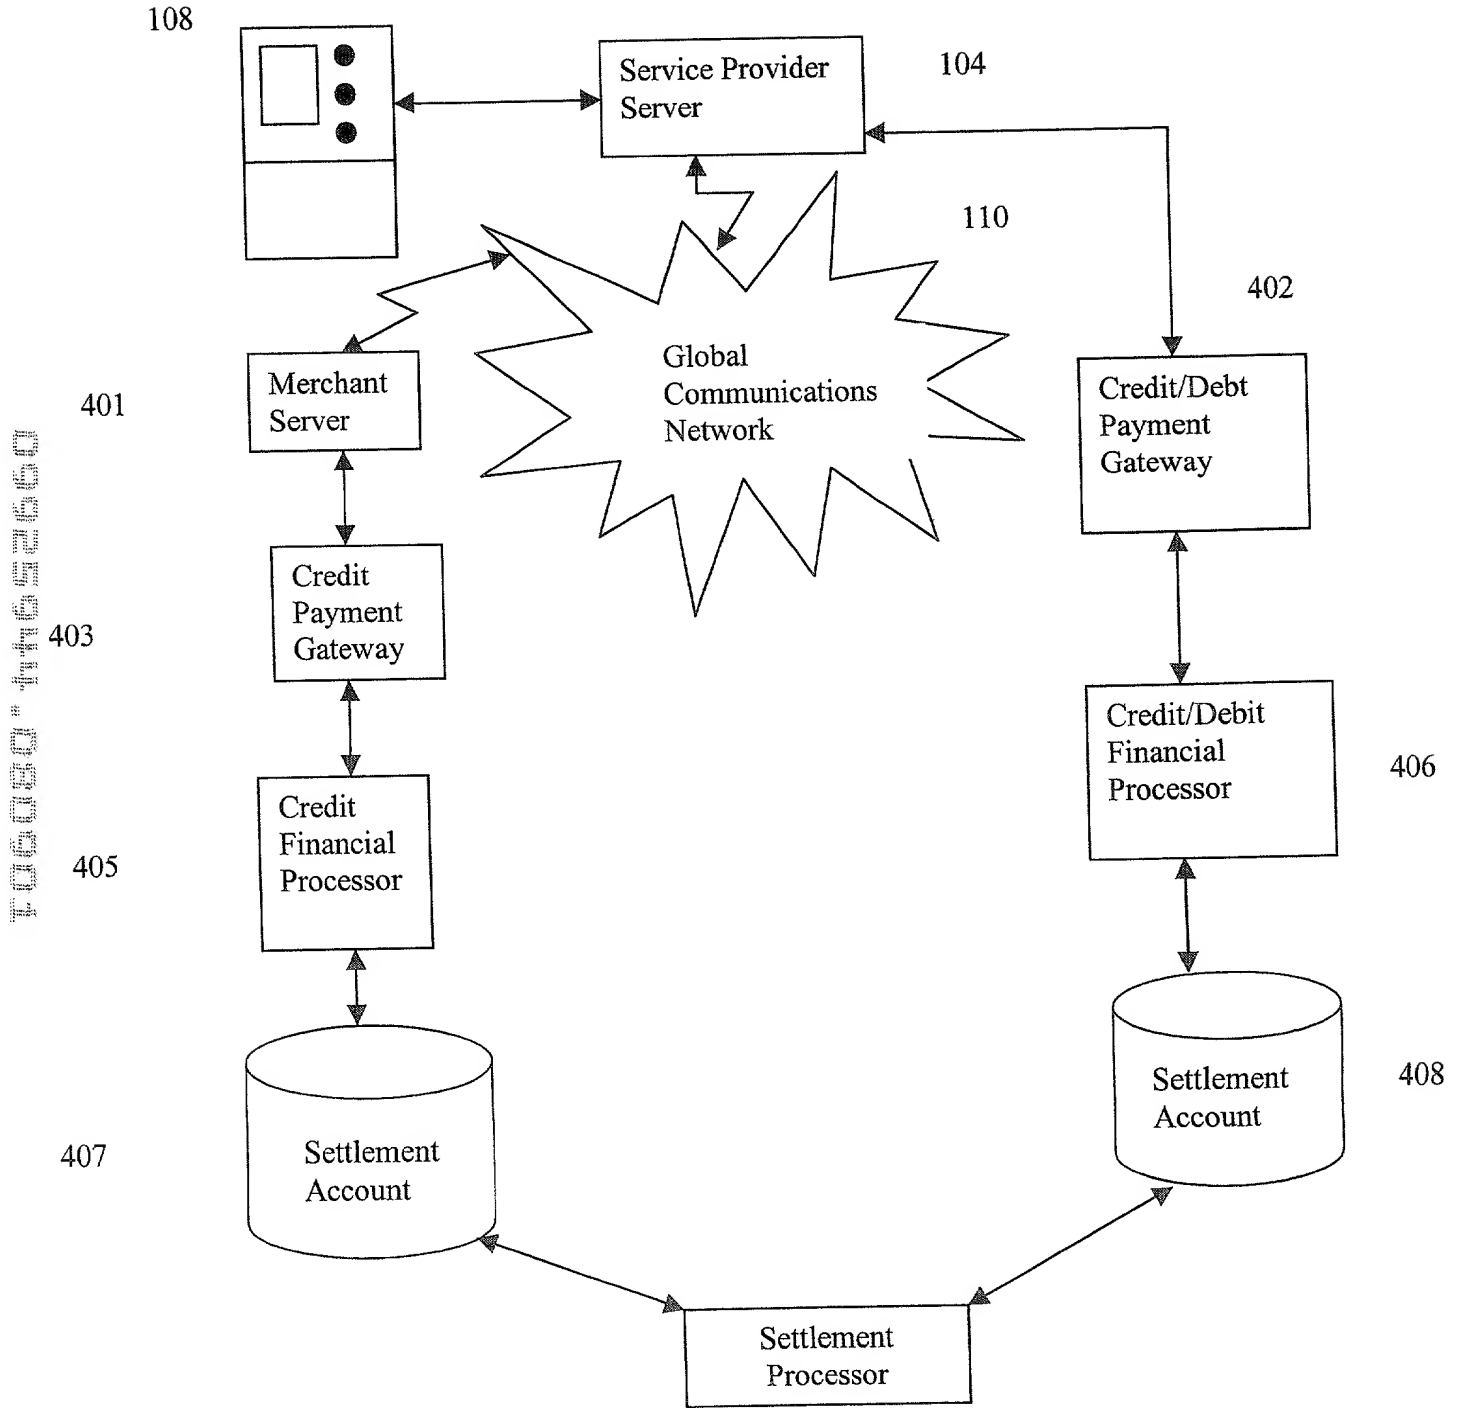 108
Service Provider
Server
104
110
402
Global
Communications
Network
Merchant
Server
401
Credit/Debt
Payment
Gateway
Credit
Payment
Gateway
403
Credit/Debit
Financial
Processor
406
Credit
Financial
Processor
405
Settlement
Account
408
Settlement
Account
407
Settlement
Processor